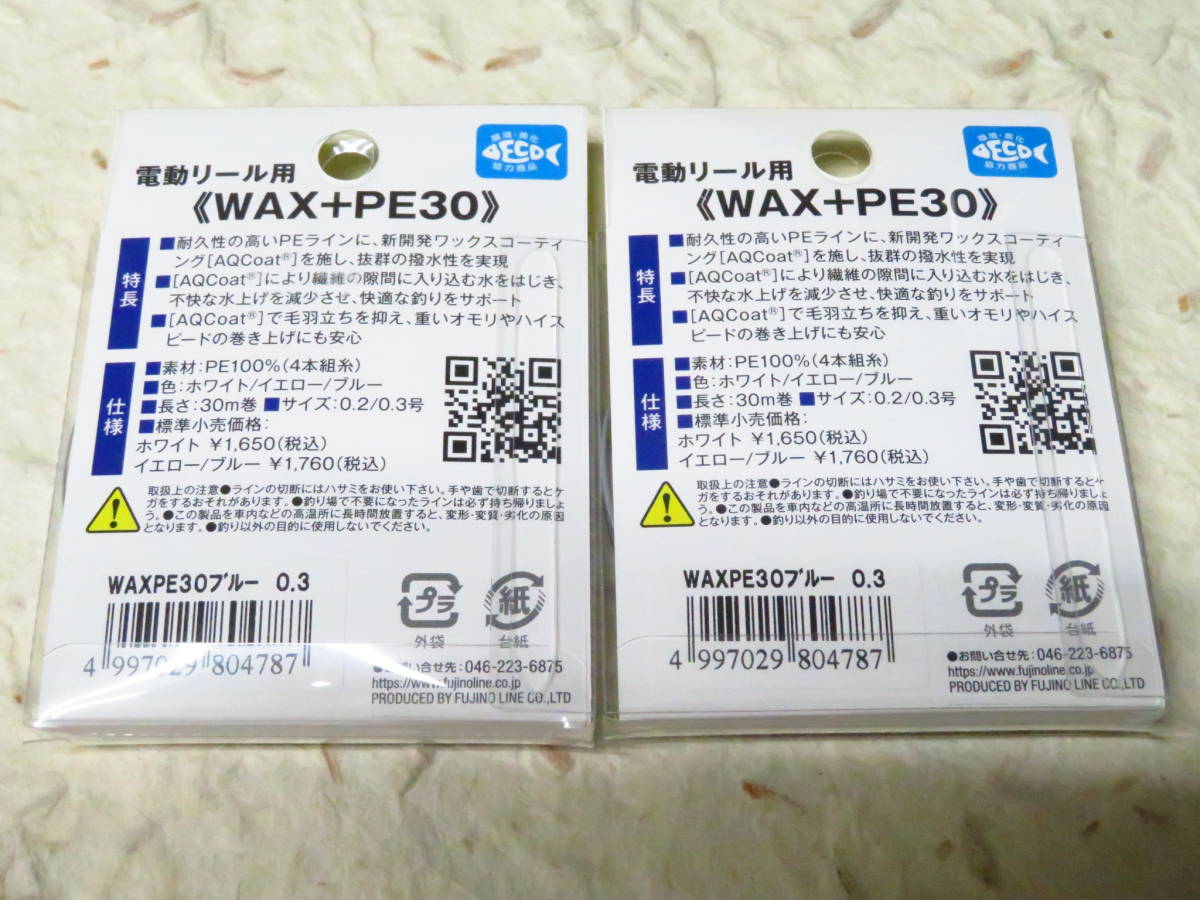 環境・美化
ECO
協力商品
電動リール用
《WAX+PE30》
特長
■耐久性の高いPEラインに、新開発ワックスコーティ
ング[AQCoat®]を施し、抜群の撥水性を実現
■[AQCoat®]により繊維の隙間に入り込む水をはじき、
不快な水上げを減少させ、快適な釣りをサポート
■[AQCoat®]で毛羽立ちを抑え、重いオモリやハイス
ピードの巻き上げにも安心
仕様
■素材:PE100%(4本組糸)
■色:ホワイト/イエロー/ブルー
■長さ:30m巻 ■サイズ:0.2/0.3号
■標準小売価格:
ホワイト ¥1,650(税込)
イエロー/ブルー ¥1,760(税込)
取扱上の注意●ラインの切断にはハサミをお使い下さい。手や歯で切断するとケ
ガをするおそれがあります。●釣り場で不要になったラインは必ず持ち帰りましょ
う。●この製品を車内などの高温所に長時間放置すると、変形・変質・劣化の原因
となります。●釣り以外の目的に使用しないでください。
WAXPE30ブルー 0.3
4 997029 804787
プラ
外袋
紙
台紙
●お問い合せ先:046-223-6875
https://www.fujinoline.co.jp
PRODUCED BY FUJINO LINE CO.,LTD
環境・美化
ECO
協力商品
電動リール用
《WAX+PE30》
特長
■耐久性の高いPEラインに、新開発ワックスコーティ
ング[AQCoat®]を施し、抜群の撥水性を実現
■[AQCoat®]により繊維の隙間に入り込む水をはじき、
不快な水上げを減少させ、快適な釣りをサポート
■[AQCoat®]で毛羽立ちを抑え、重いオモリやハイス
ピードの巻き上げにも安心
仕様
■素材:PE100%(4本組糸)
■色:ホワイト/イエロー/ブルー
■長さ:30m巻 ■サイズ:0.2/0.3号
■標準小売価格:
ホワイト ¥1,650(税込)
イエロー/ブルー ¥1,760(税込)
取扱上の注意●ラインの切断にはハサミをお使い下さい。手や歯で切断するとケ
ガをするおそれがあります。●釣り場で不要になったラインは必ず持ち帰りましょ
う。●この製品を車内などの高温所に長時間放置すると、変形・変質・劣化の原因
となります。●釣り以外の目的に使用しないでください。
WAXPE30ブルー 0.3
4 997029 804787
プラ
外袋
紙
台紙
●お問い合せ先:046-223-6875
https://www.fujinoline.co.jp
PRODUCED BY FUJINO LINE CO.,LTD